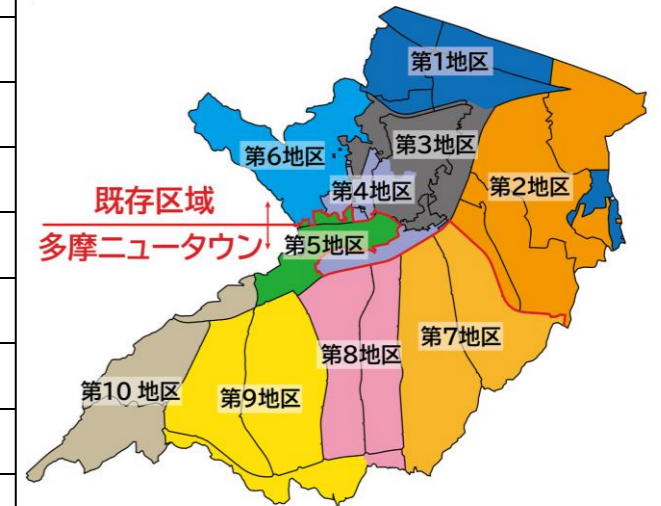 第1地区
第3地区
第6地区
第4地区
第2地区
既存区域
多摩ニュータウン
第5地区
第7地区
第8地区
第10 地区
第9地区